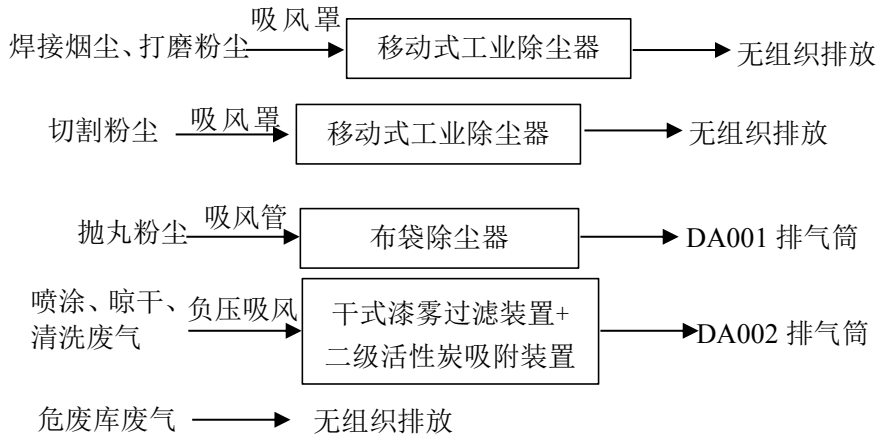 吸风罩
焊接烟尘、打磨粉尘 移动式工业除尘器 无组织排放
切割粉尘 吸风罩 移动式工业除尘器 无组织排放
抛丸粉尘 吸风管 布袋除尘器 DA001 排气筒
喷涂、晾干、
清洗废气
负压吸风
干式漆雾过滤装置+
二级活性炭吸附装置
DA002 排气筒
危废库废气 无组织排放